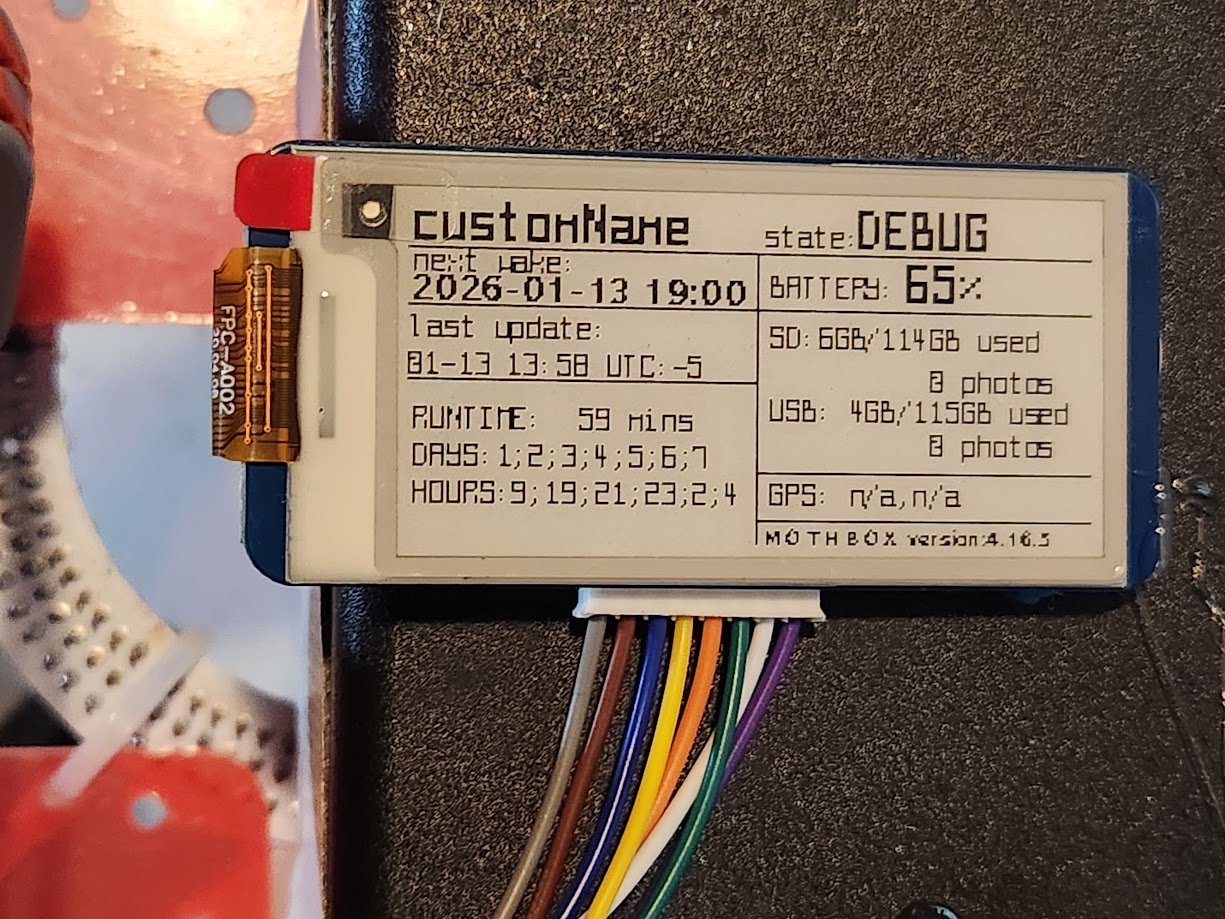 customName
state:DEBUG
next wake:
2026-01-13 19:00
BATTERY: 65%
last update:
01-13 13:58 UTC:-5
SD: 6GB/114GB used
0 photos
USB: 4GB/115GB used
0 photos
RUNTIME: 59 mins
DAYS: 1;2;3;4;5;6;7
HOURS:9;19;21;23;2;4
GPS: n/a,n/a
MOTHBOX version:4.16.5
FPC-A002